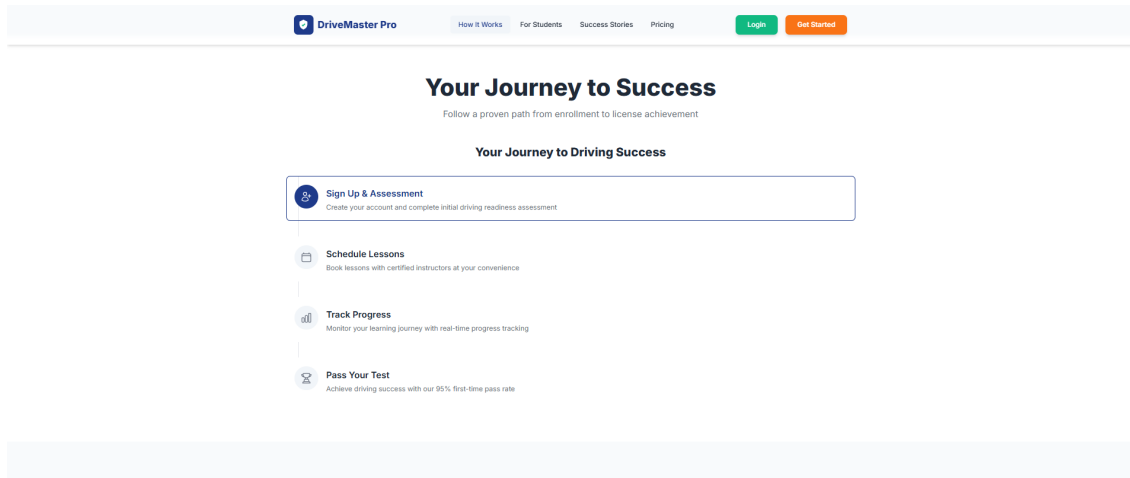 DriveMaster Pro
How It Works
For Students
Success Stories
Pricing
Login
Get Started
Your Journey to Success
Follow a proven path from enrollment to license achievement
Your Journey to Driving Success
Sign Up & Assessment
Create your account and complete initial driving readiness assessment
Schedule Lessons
Book lessons with certified instructors at your convenience
Track Progress
Monitor your learning journey with real-time progress tracking
Pass Your Test
Achieve driving success with our 95% first-time pass rate